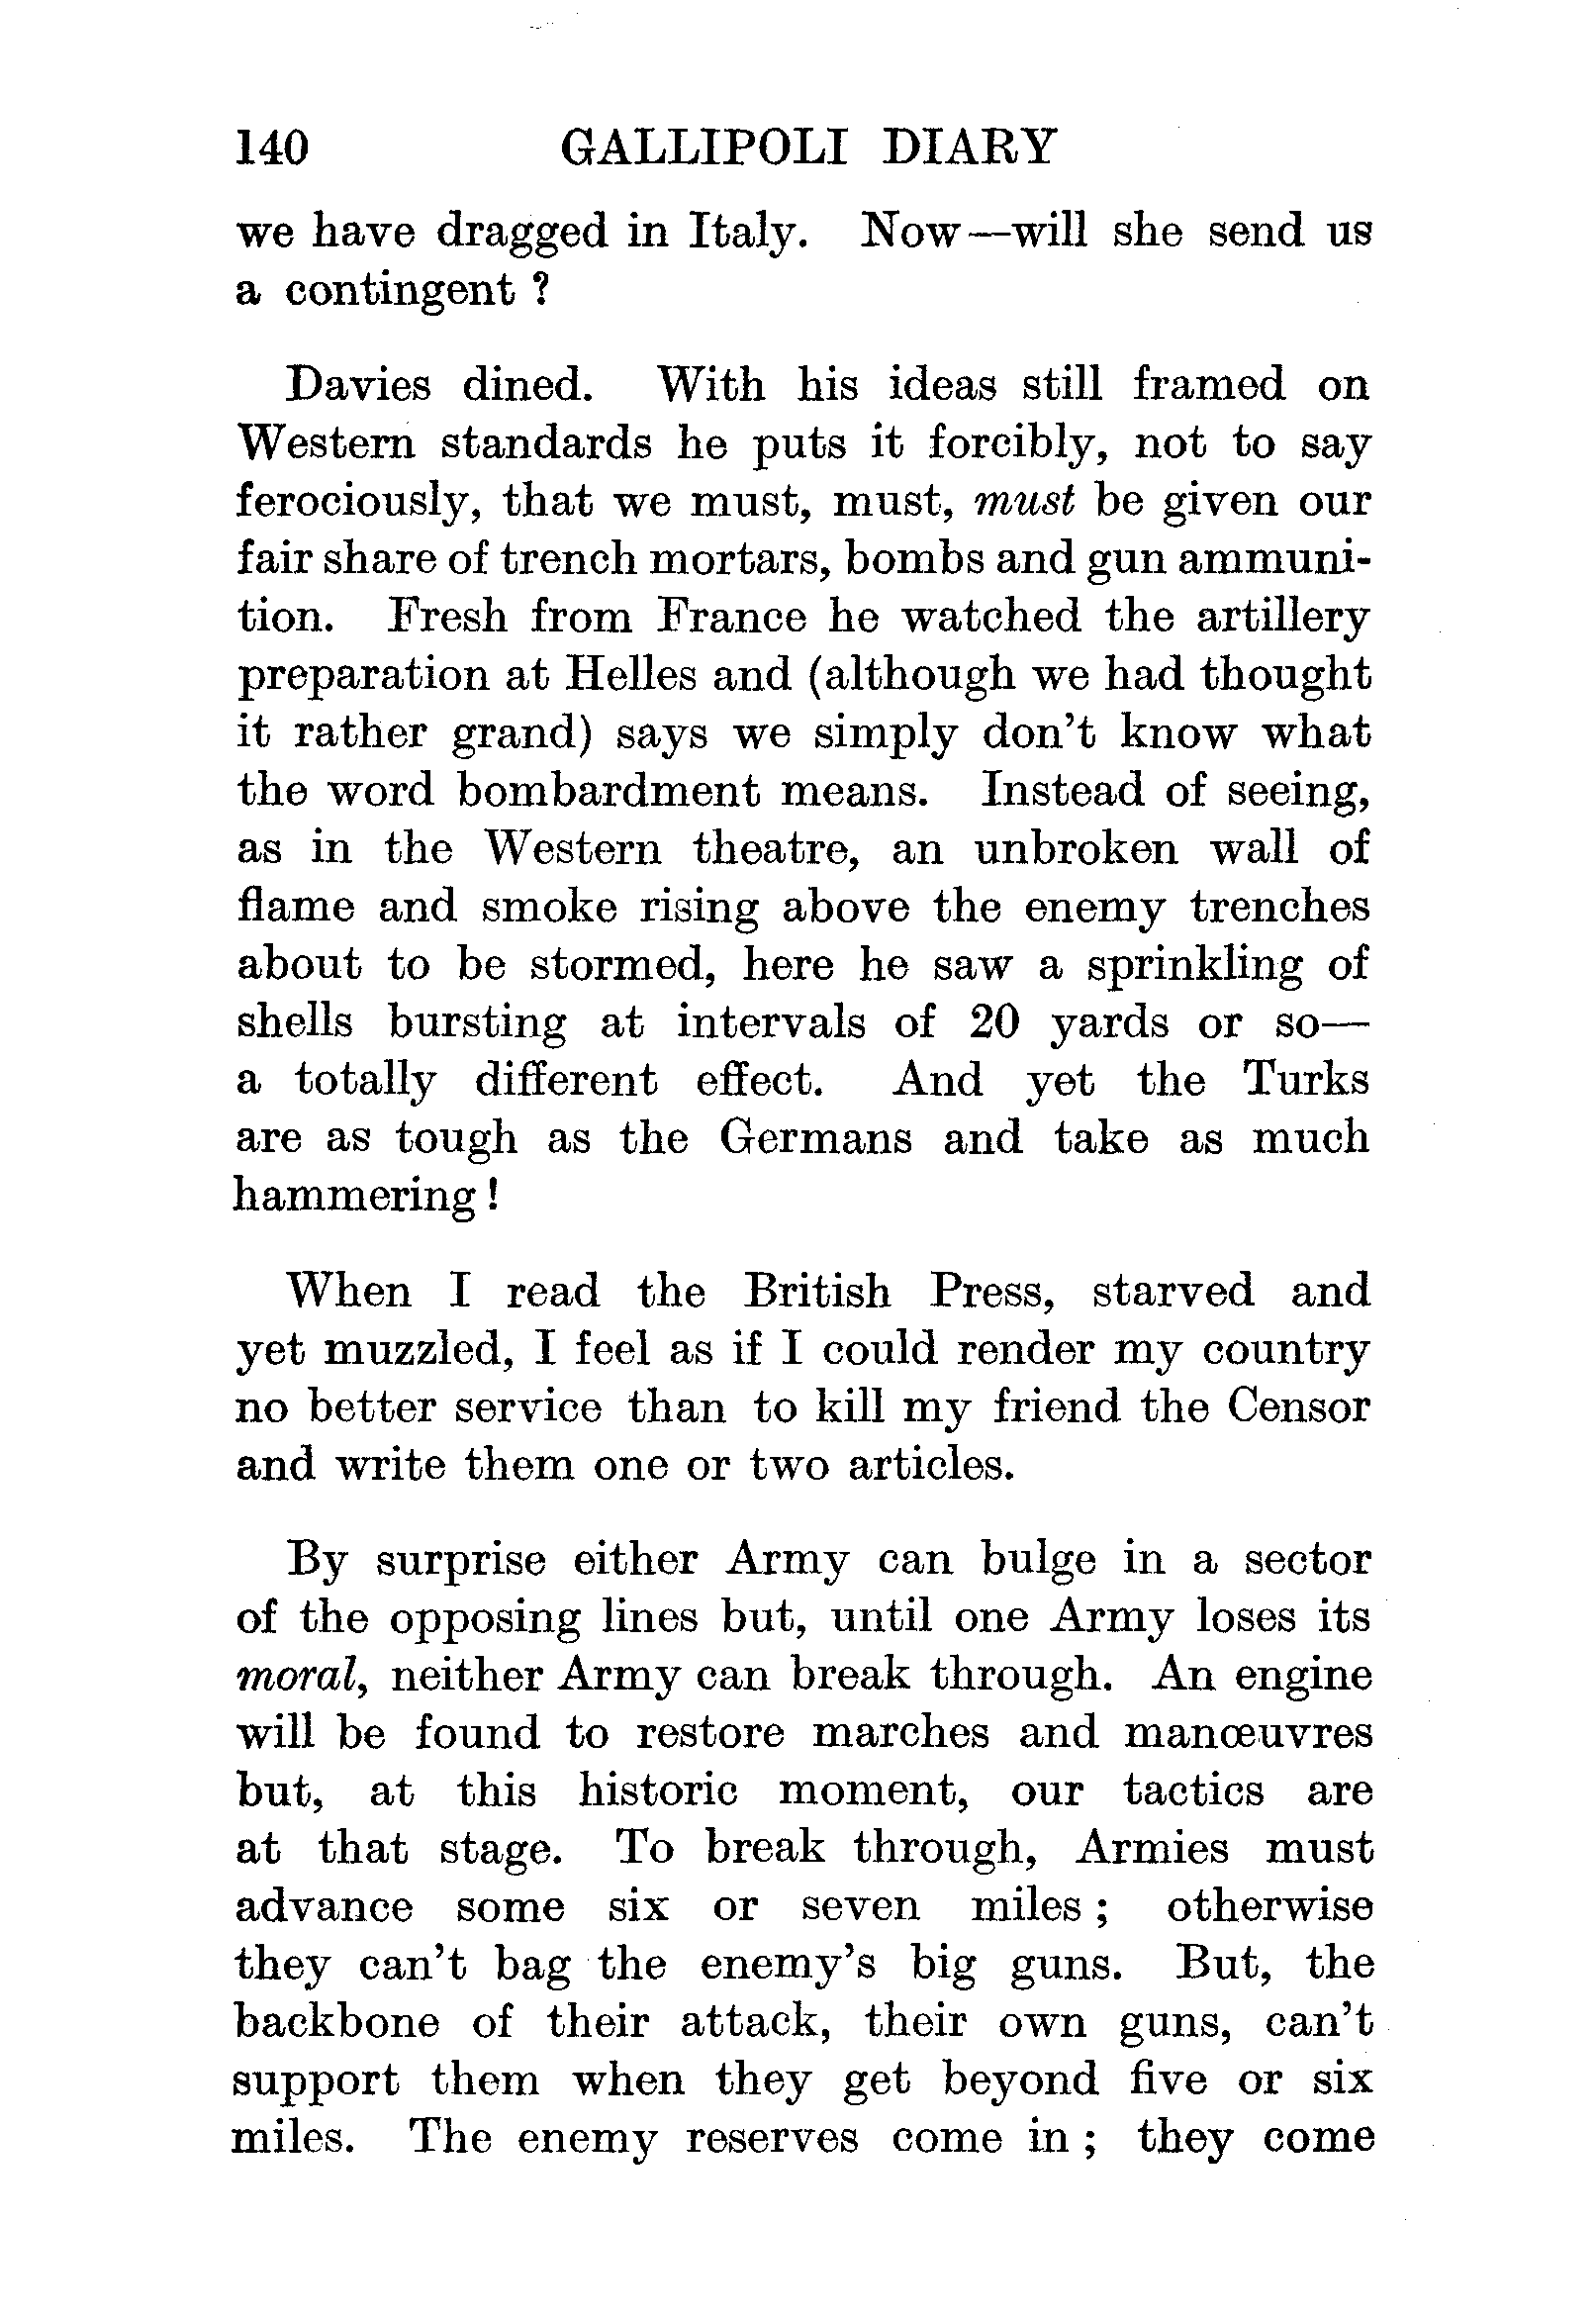 140 GALLIPOLI DIARY
we have dragged in Italy. Now—will she send us
a contingent ?
Davies dined. With his ideas still framed on
Western standards he puts it forcibly, not to say
ferociously, that we must, must, must be given our
fair share of trench mortars, bombs and gun ammuni-
tion. Fresh from France he watched the artillery
preparation at Helles and (although we had thought
it rather grand) says we simply don't know what
the word bombardment means. Instead of seeing,
as in the Western theatre, an unbroken wall of
flame and smoke rising above the enemy trenches
about to be stormed, here he saw a sprinkling of
shells bursting at intervals of 20 yards or so—
a totally different effect. And yet the Turks
are as tough as the Germans and take as much
hammering !
When I read the British Press, starved and
yet muzzled, I feel as if I could render my country
no better service than to kill my friend the Censor
and write them one or two articles.
By surprise either Army can bulge in a sector
of the opposing lines but, until one Army loses its
moral, neither Army can break through. An engine
will be found to restore marches and manœuvres
but, at this historic moment, our tactics are
at that stage. To break through, Armies must
advance some six or seven miles ; otherwise
they can't bag the enemy's big guns. But, the
backbone of their attack, their own guns, can't
support them when they get beyond five or six
miles. The enemy reserves come in ; they come